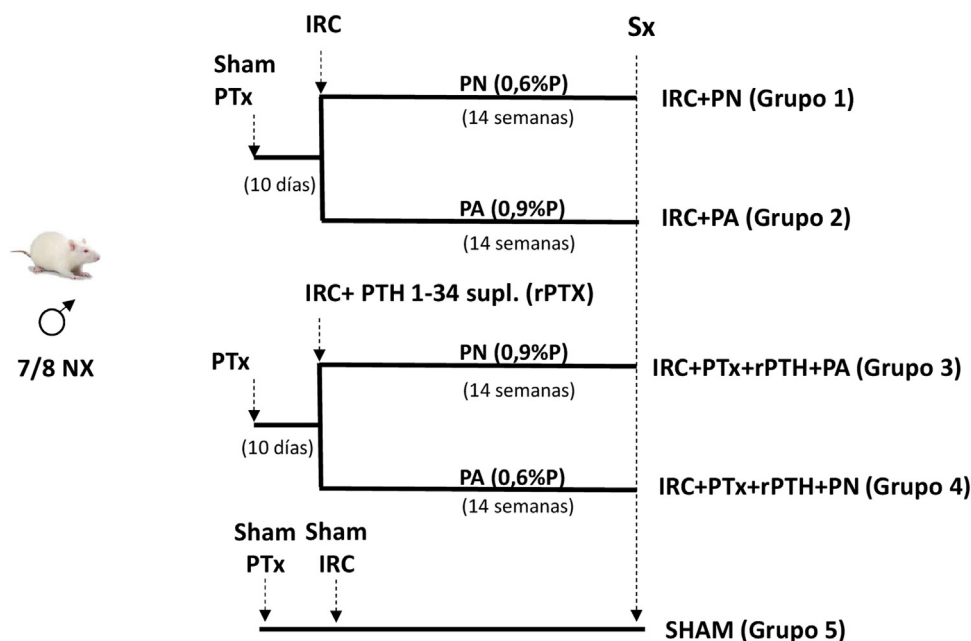 IRC
Sx
Sham
PTx
PN (0,6%P)
IRC+PN (Grupo 1)
(14 semanas)
(10 días)
PA (0,9%P)
IRC+PA (Grupo 2)
(14 semanas)
IRC+ PTH 1-34 supl. (rPTX)
7/8 NX
PTx
PN (0,9%P)
IRC+PTx+rPTH+PA (Grupo 3)
(14 semanas)
(10 días)
PA (0,6%P)
IRC+PTx+rPTH+PN (Grupo 4)
(14 semanas)
Sham Sham
PTx IRC
SHAM (Grupo 5)